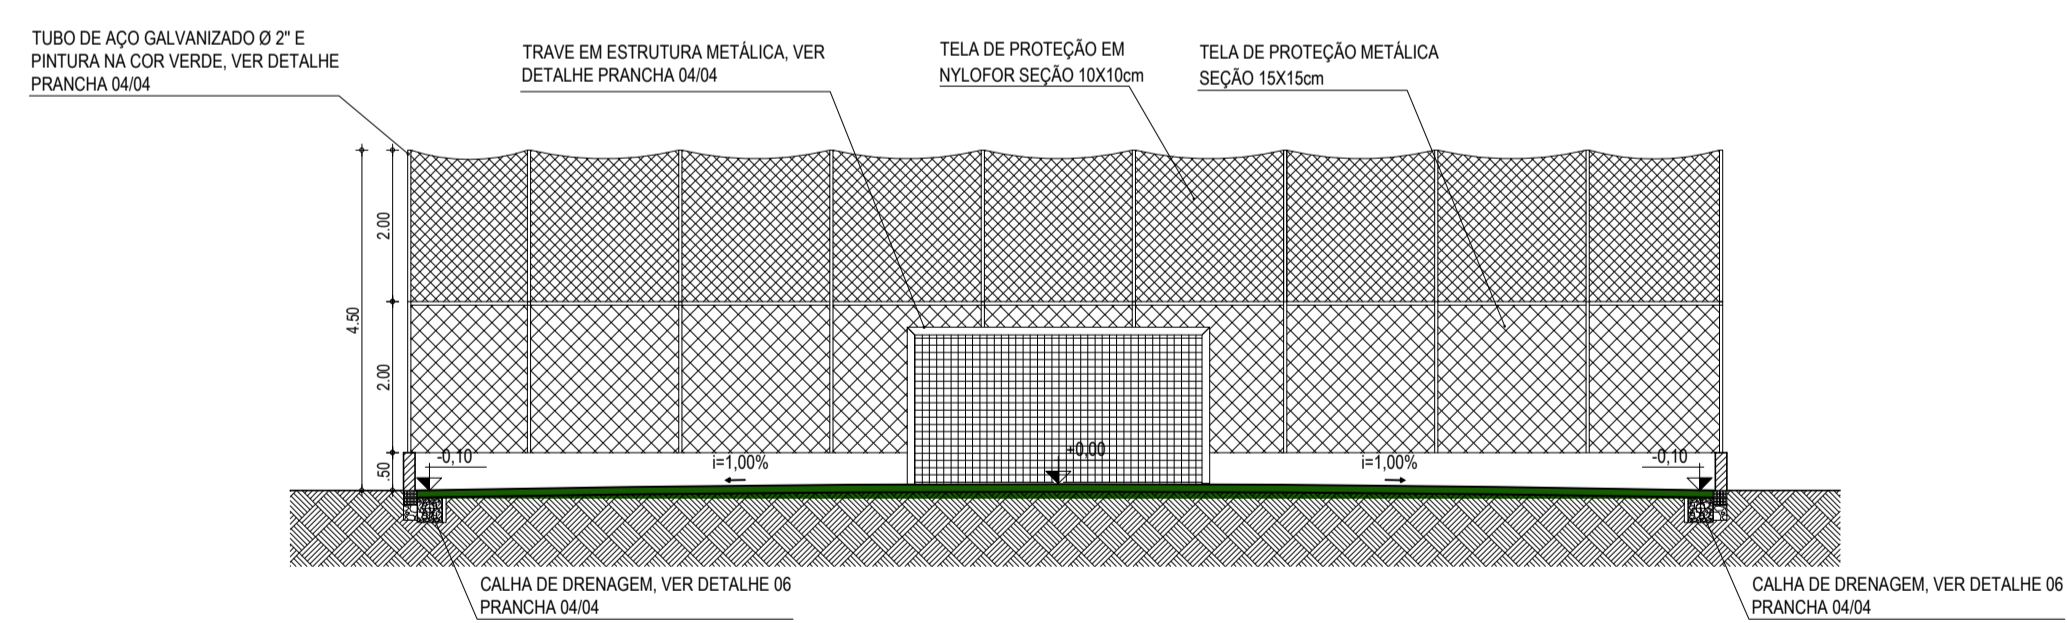 TUBO DE AÇO GALVANIZADO Ø 2" E
PINTURA NA COR VERDE, VER DETALHE
PRANCHA 04/04
TRAVE EM ESTRUTURA METÁLICA, VER
DETALHE PRANCHA 04/04
TELA DE PROTEÇÃO EM
NYLOFOR SEÇÃO 10X10cm
TELA DE PROTEÇÃO METÁLICA
SEÇÃO 15X15cm
4.50
2.00
2.00
.50
-0,10
i=1,00%
+0,00
i=1,00%
-0,10
CALHA DE DRENAGEM, VER DETALHE 06
PRANCHA 04/04
CALHA DE DRENAGEM, VER DETALHE 06
PRANCHA 04/04